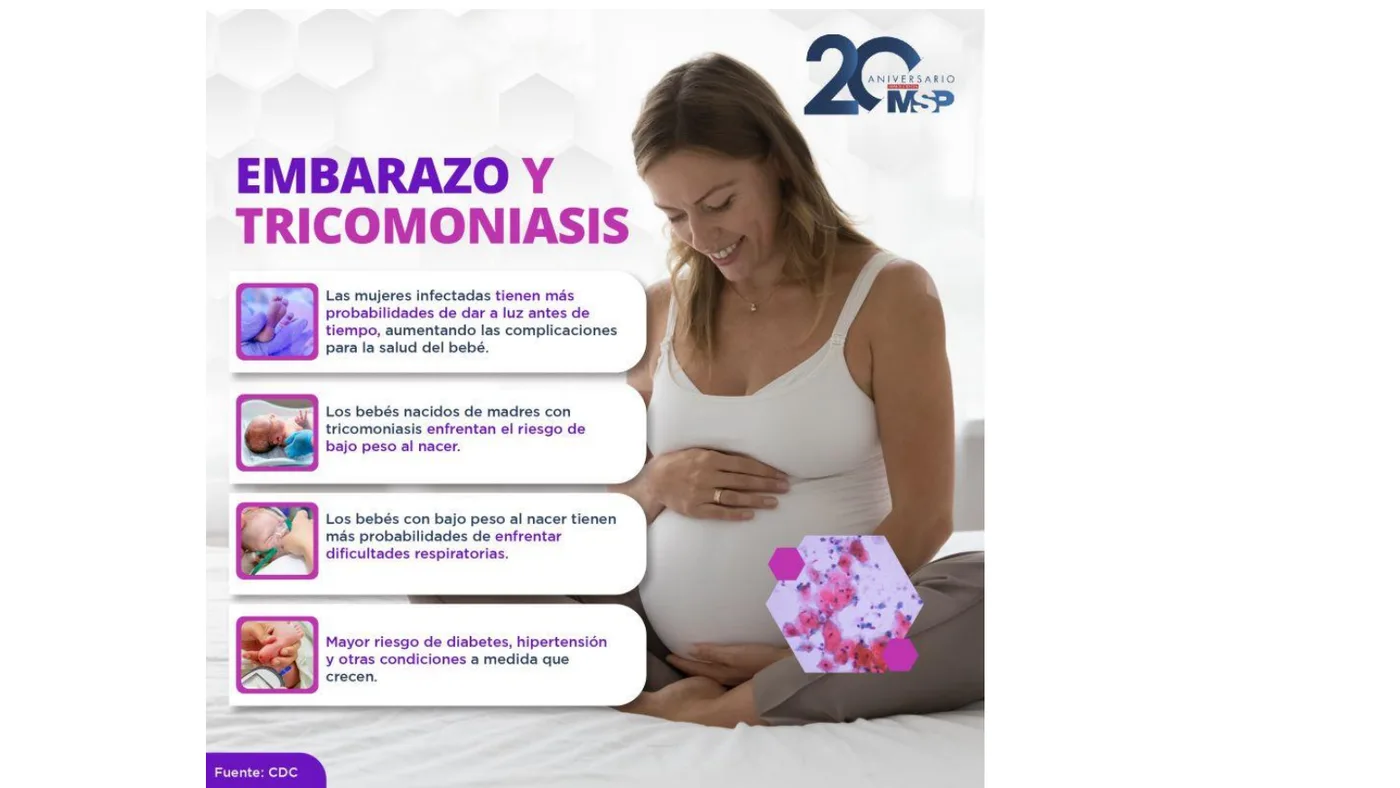 20
ANIVERSARIO
MSP
EMBARAZO Y
TRICOMONIASIS
Las mujeres infectadas tienen más
probabilidades de dar a luz antes de
tiempo, aumentando las complicaciones
para la salud del bebé.
Los bebés nacidos de madres con
tricomoniasis enfrentan el riesgo de
bajo peso al nacer.
Los bebés con bajo peso al nacer tienen
más probabilidades de enfrentar
dificultades respiratorias.
Mayor riesgo de diabetes, hipertensión
y otras condiciones a medida que
crecen.
Fuente: CDC